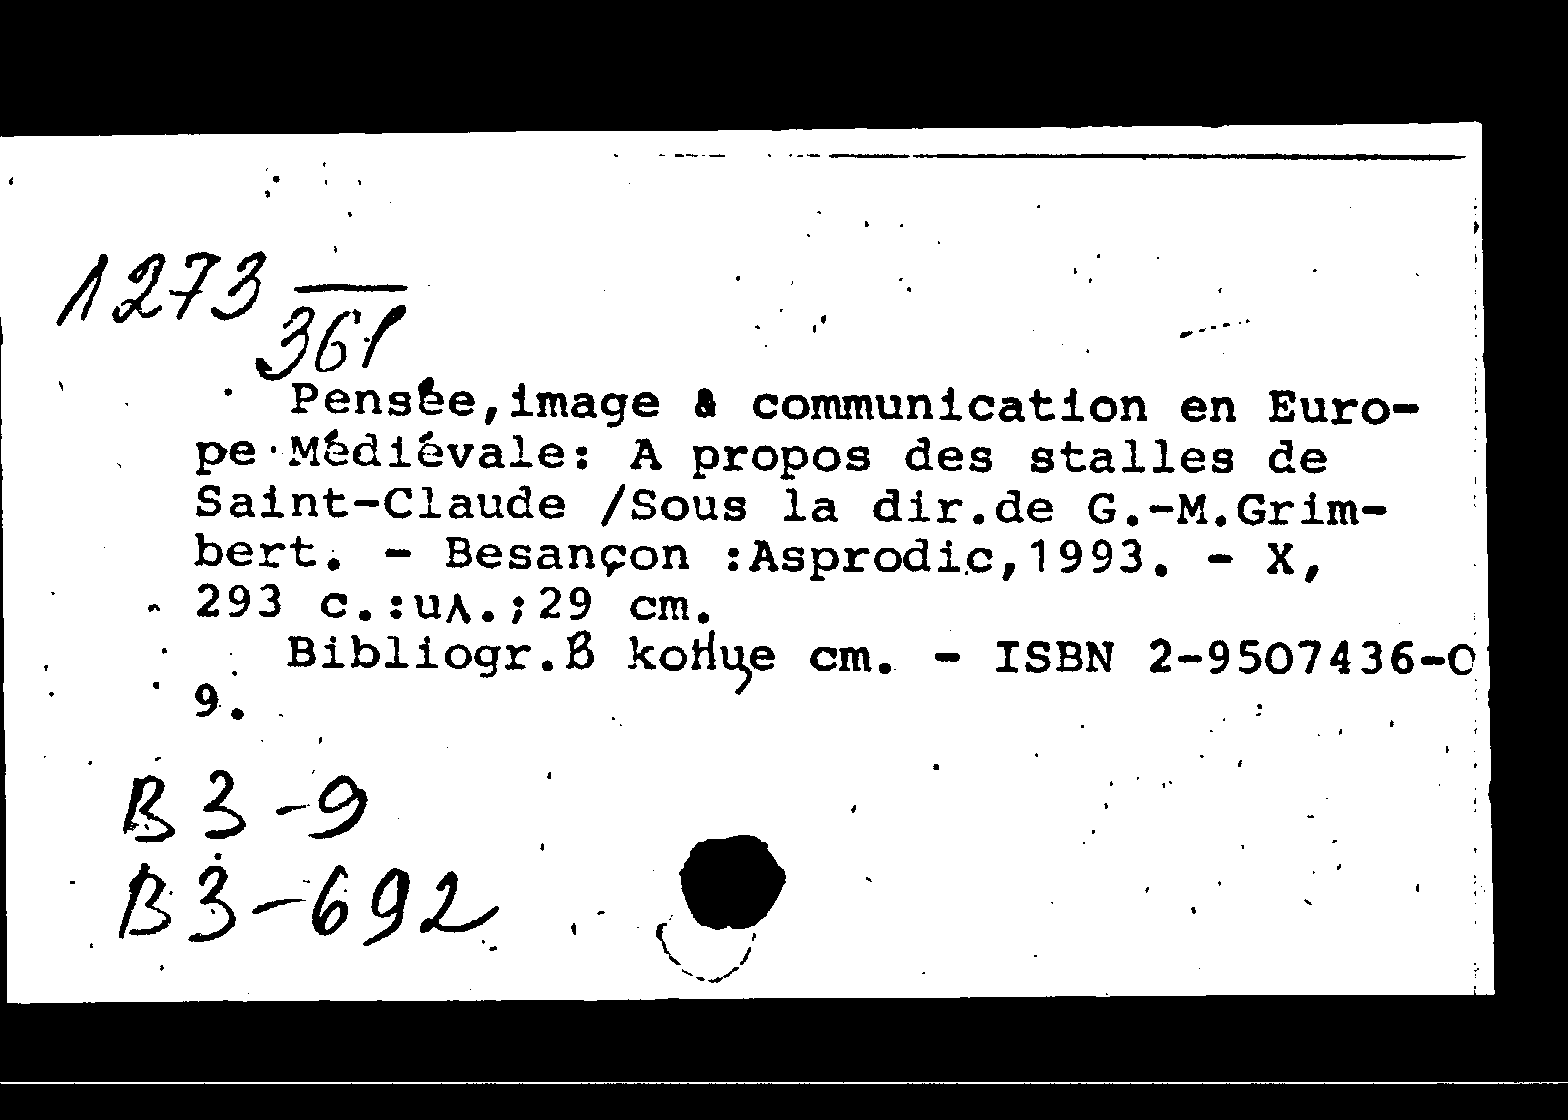 1273
361
Pensée,image & communication en Euro-
pe Médiévale: A propos des stalles de
Saint-Claude /Sous la dir.de G.-M.Grim-
bert. - Besançon :Asprodic,1993. - X,
293 с.:ил.;29 cm.
Bibliogr.В конце cm. - ISBN 2-9507436-0
9.
В3-9
В3-692